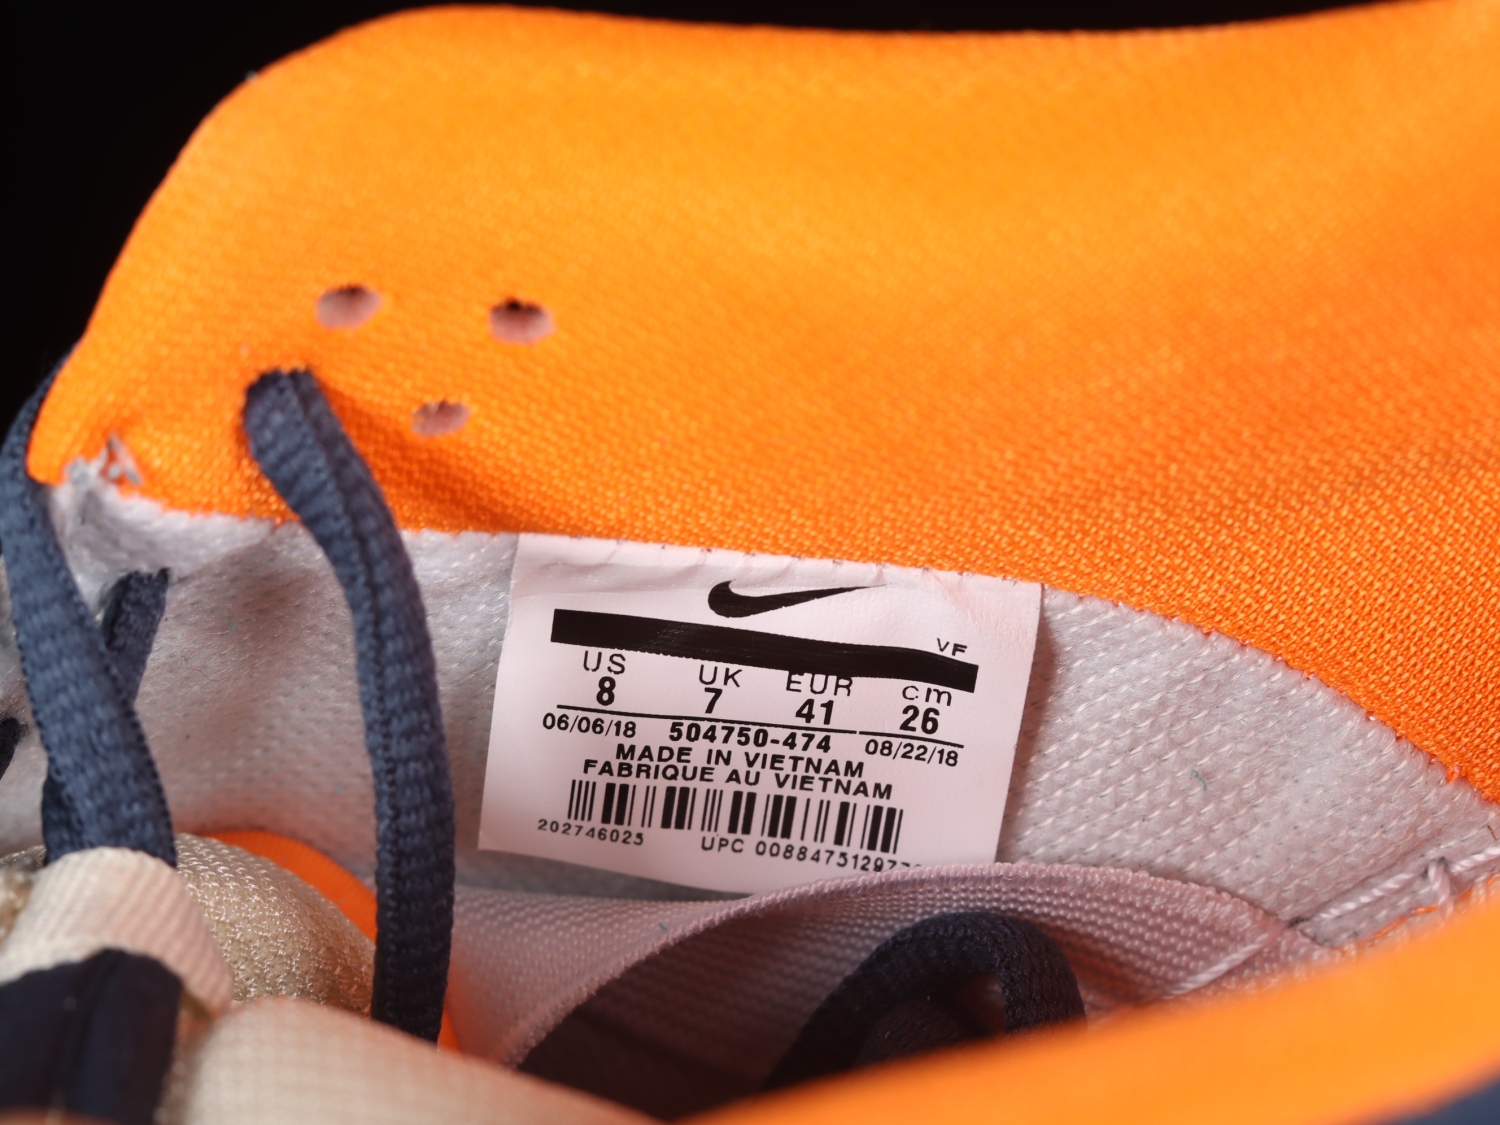 VF
US UK EUR cm
8 7 41 26
06/06/18 504750-474 08/22/18
MADE IN VIETNAM
FABRIQUE AU VIETNAM
202746025 UPC